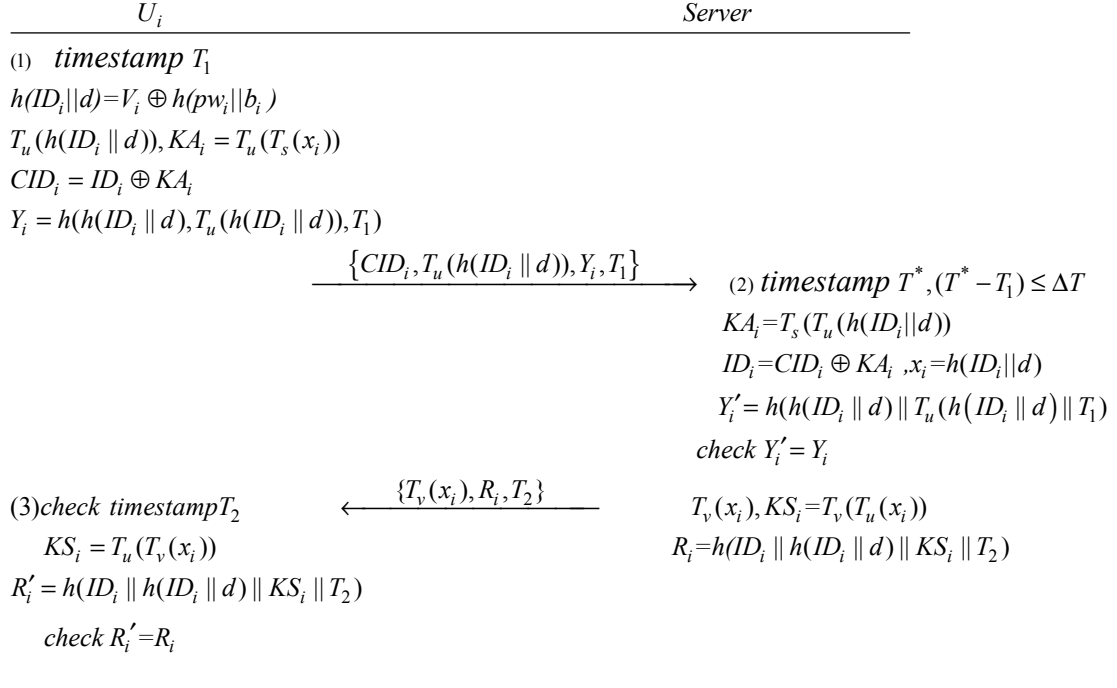 U_i Server
(1) timestamp T_1
h(ID_i||d)=V_i ⊕ h(pw_i||b_i )
T_u(h(ID_i || d)), KA_i = T_u(T_s(x_i))
CID_i = ID_i ⊕ KA_i
Y_i = h(h(ID_i || d),T_u(h(ID_i || d)),T_1)
{CID_i,T_u(h(ID_i || d)),Y_i,T_1}
(2) timestamp T^*,(T^* −T_1) ≤ ΔT
KA_i=T_s(T_u(h(ID_i||d))
ID_i=CID_i ⊕ KA_i ,x_i=h(ID_i||d)
Y_i′= h(h(ID_i || d) || T_u(h(ID_i || d) || T_1)
check Y_i′= Y_i
(3)check timestampT_2 {T_v(x_i), R_i,T_2} T_v(x_i), KS_i=T_v(T_u(x_i))
KS_i = T_u(T_v(x_i)) R_i=h(ID_i || h(ID_i || d) || KS_i || T_2)
R_i′ = h(ID_i || h(ID_i || d) || KS_i || T_2)
check R_i′=R_i